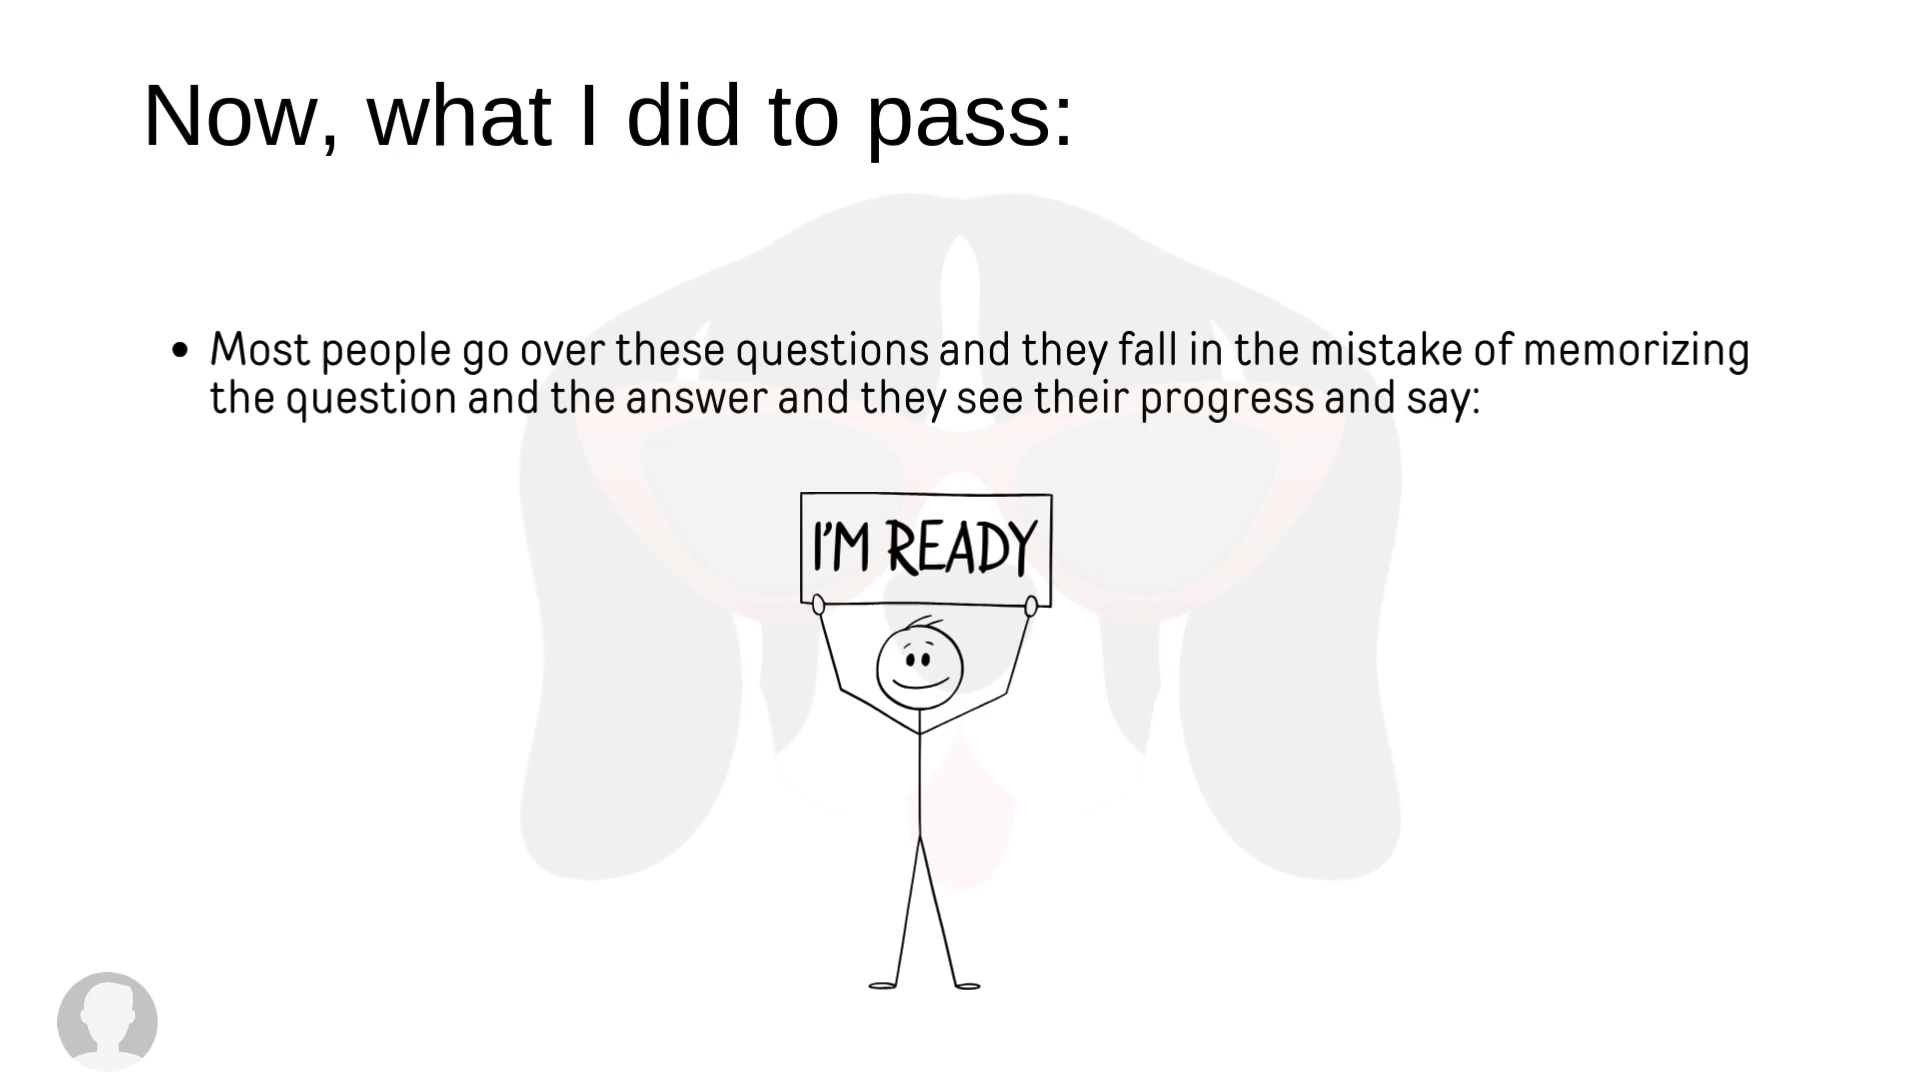 Now, what I did to pass:
• Most people go over these questions and they fall in the mistake of memorizing
the question and the answer and they see their progress and say:
I'M READY